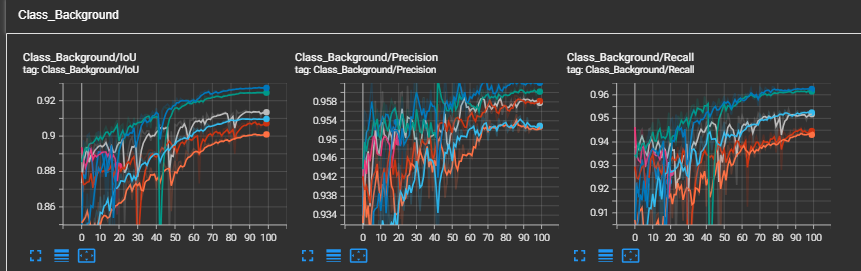 Class_Background
Class_Background/IoU
tag: Class_Background/IoU
0.92
0.9
0.88
0.86
0 10 20 30 40 50 60 70 80 90 100
Class_Background/Precision
tag: Class_Background/Precision
0.958
0.954
0.95
0.946
0.942
0.938
0.934
0 10 20 30 40 50 60 70 80 90 100
Class_Background/Recall
tag: Class_Background/Recall
0.96
0.95
0.94
0.93
0.92
0.91
0 10 20 30 40 50 60 70 80 90 100